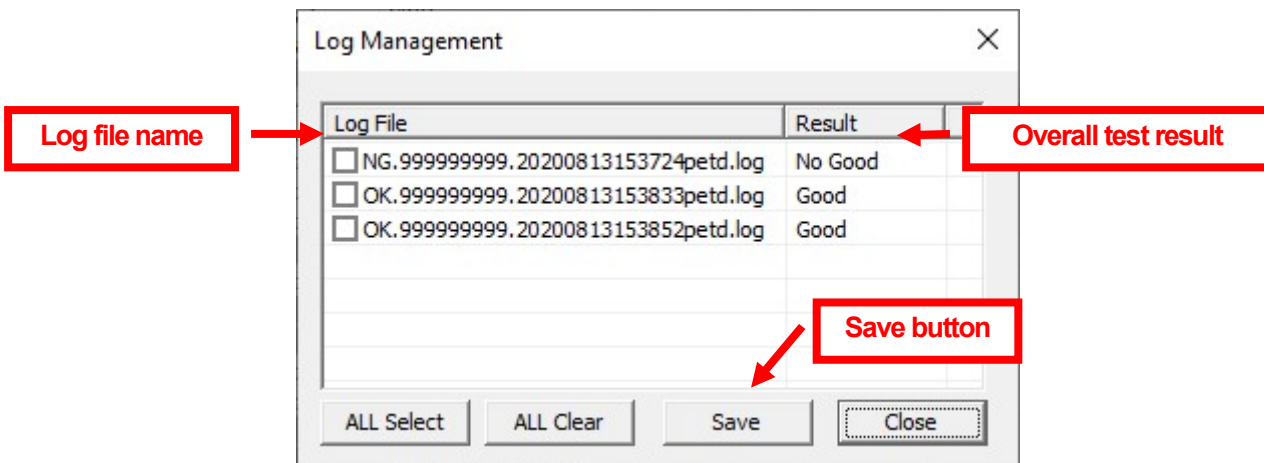 Log Management
Log file name
Log File Result
Overall test result
NG.999999999.20200813153724petd.log No Good
OK.999999999.20200813153833petd.log Good
OK.999999999.20200813153852petd.log Good
Save button
ALL Select ALL Clear Save Close